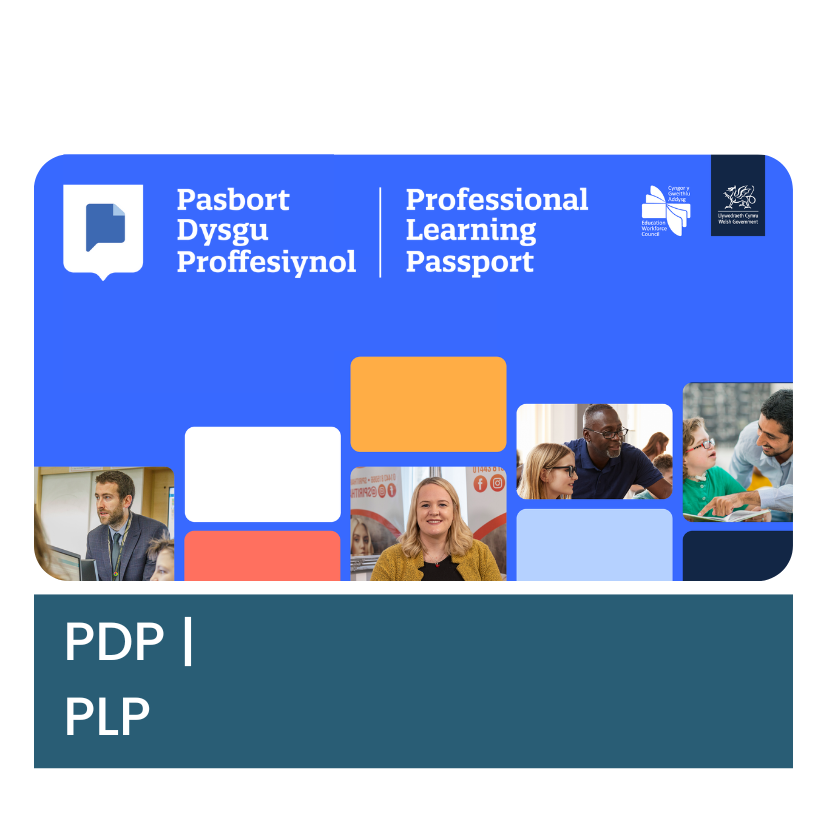 Pasbort
Dysgu
Proffesiynol
Professional
Learning
Passport
Cyngor y
Gweithlu
Addysg
Education
Workforce
Council
Llywodraeth Cymru
Welsh Government
PDP |
PLP